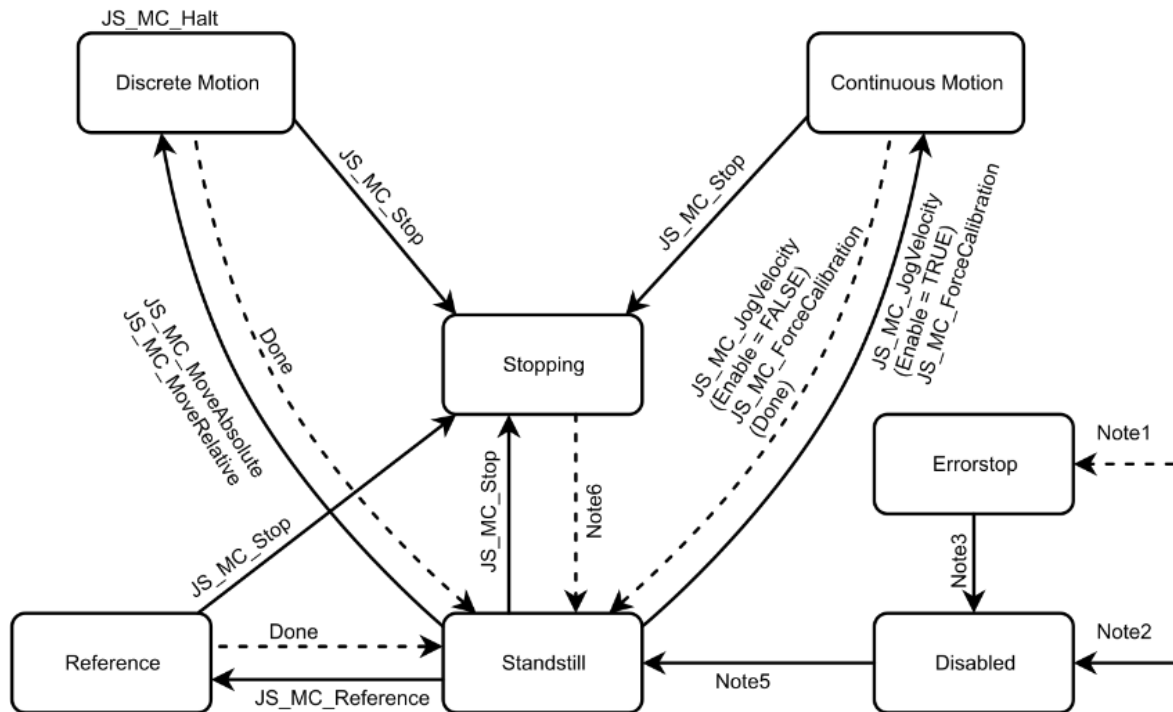 JS_MC_Halt
Discrete Motion
Continuous Motion
JS_MC_Stop
JS_MC_Stop
JS_MC_MoveAbsolute
JS_MC_MoveRelative
Done
JS_MC_JogVelocity
(Enable = FALSE)
JS_MC_ForceCalibration
(Done)
JS_MC_JogVelocity
(Enable = TRUE)
JS_MC_ForceCalibration
Stopping
Errorstop
Note1
JS_MC_Stop
JS_MC_Stop
Note6
Note3
Reference
Done
JS_MC_Reference
Standstill
Note5
Disabled
Note2